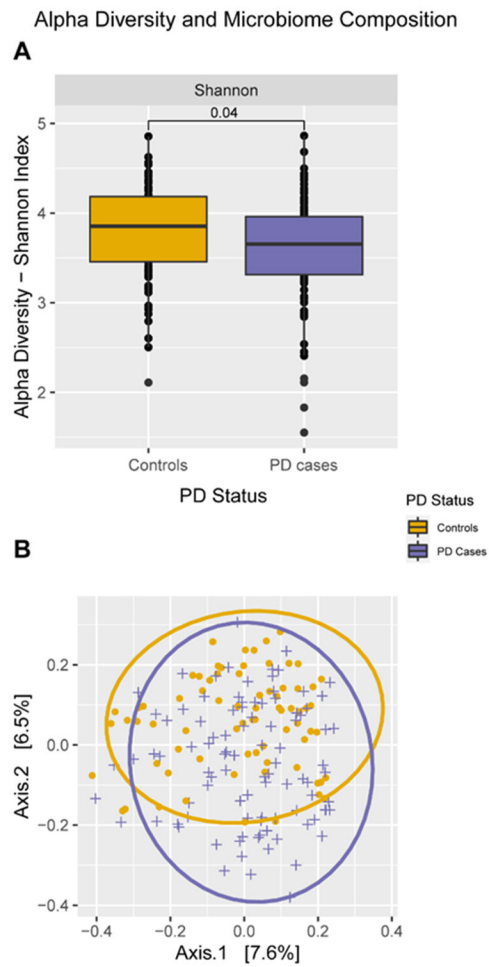 Alpha Diversity and Microbiome Composition
A
Shannon
0.04
Alpha Diversity − Shannon Index
5
4
3
2
Controls PD cases
PD Status
PD Status
Controls
PD Cases
B
Axis.2 [6.5%]
0.2
0.0
−0.2
−0.4
−0.4 −0.2 0.0 0.2 0.4
Axis.1 [7.6%]